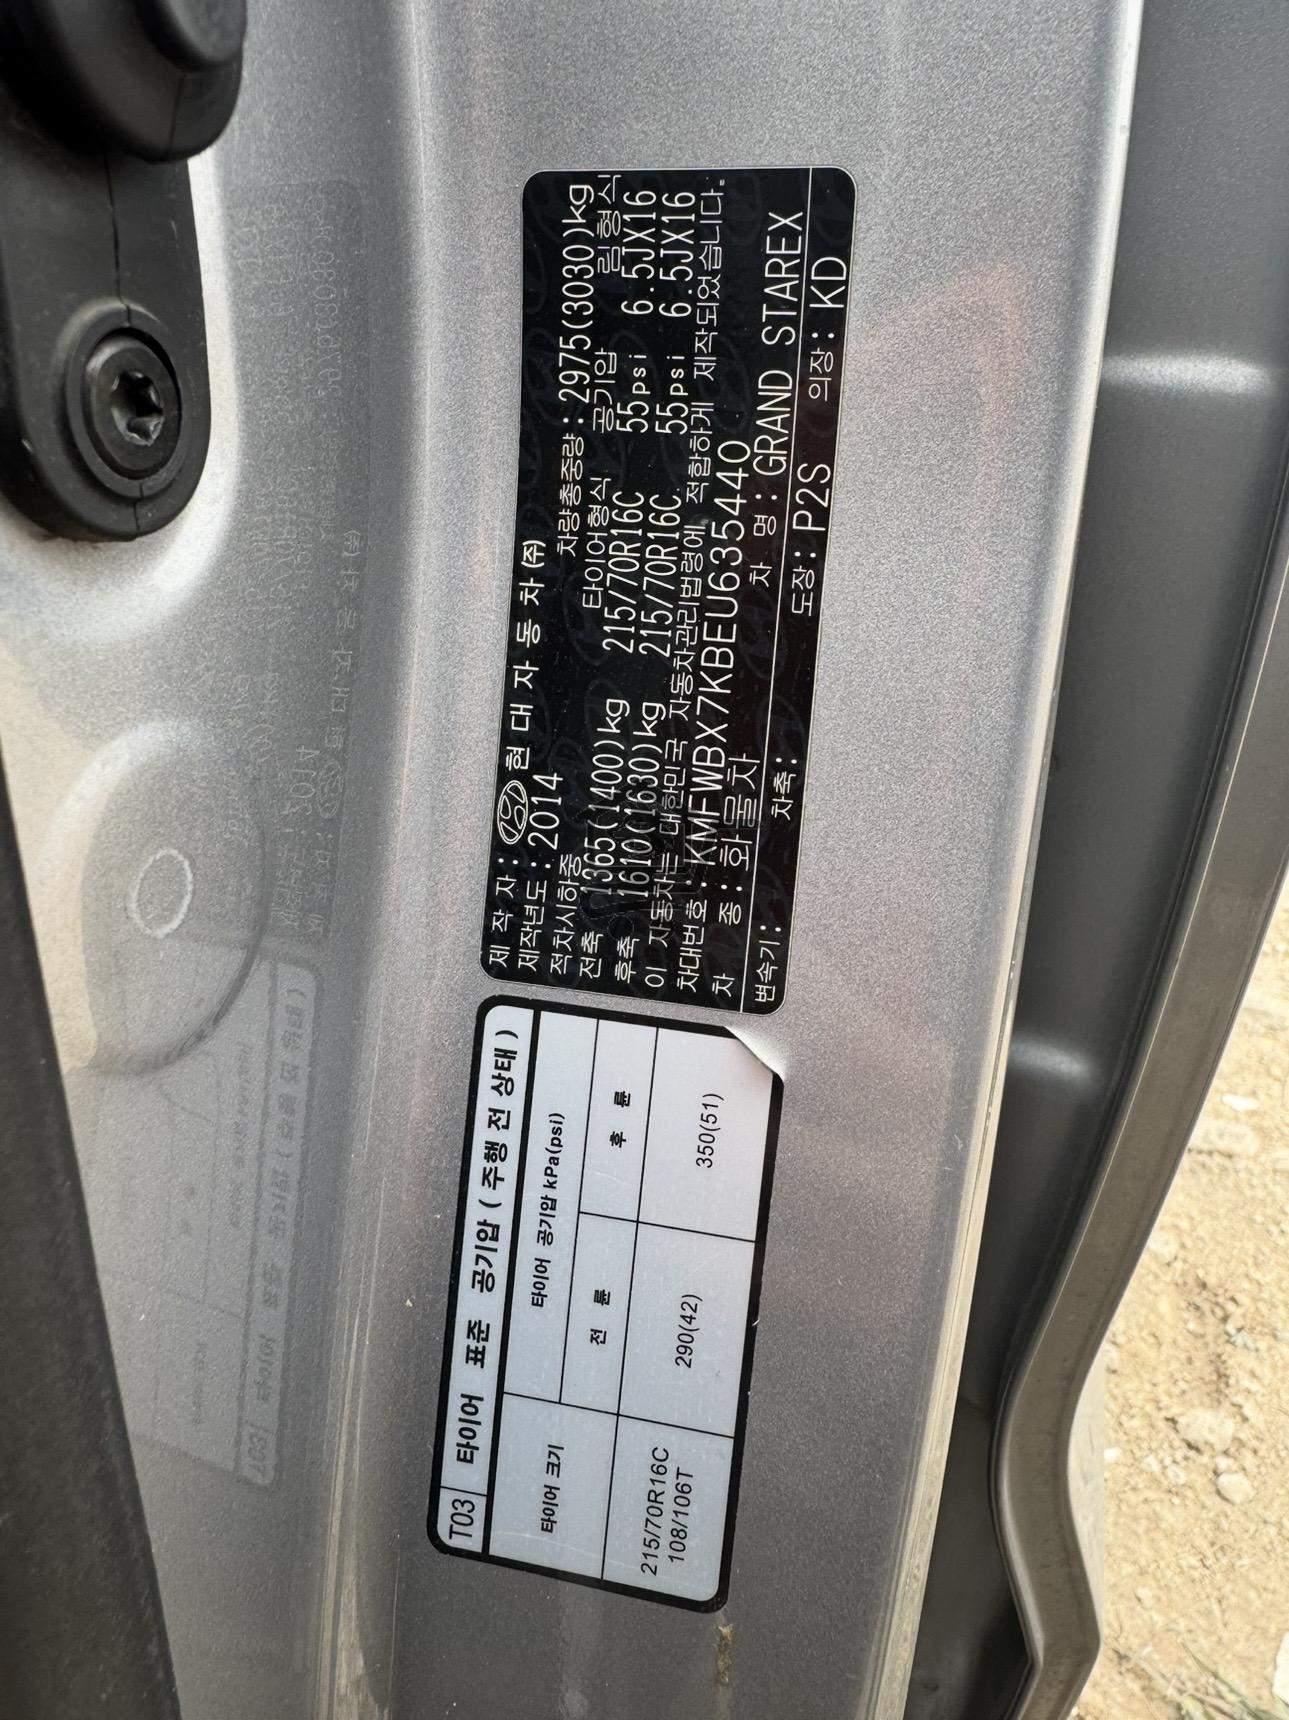 제 작 자 : 현 대 자 동 차 (주)
제작년도 : 2014 차량총중량 : 2975(3030)kg
적차시하중 타이어형식 공기압 림형식
전축 1365(1400)kg 215/70R16C 55psi 6.5JX16
후축 1610(1630)kg 215/70R16C 55psi 6.5JX16
이 자동차는 대한민국 자동차관리법령에 적합하게 제작되었습니다.
차대번호 : KMFWBX7KBEU635440
차 종 : 화물차 차 명 : GRAND STAREX
변속기 : 차축 : 도장 : P2S 의장 : KD
T03 타이어 표준 공기압 ( 주행 전 상태 )
타이어 크기 타이어 공기압 kPa(psi)
전 륜 후 륜
215/70R16C
108/106T 290(42) 350(51)